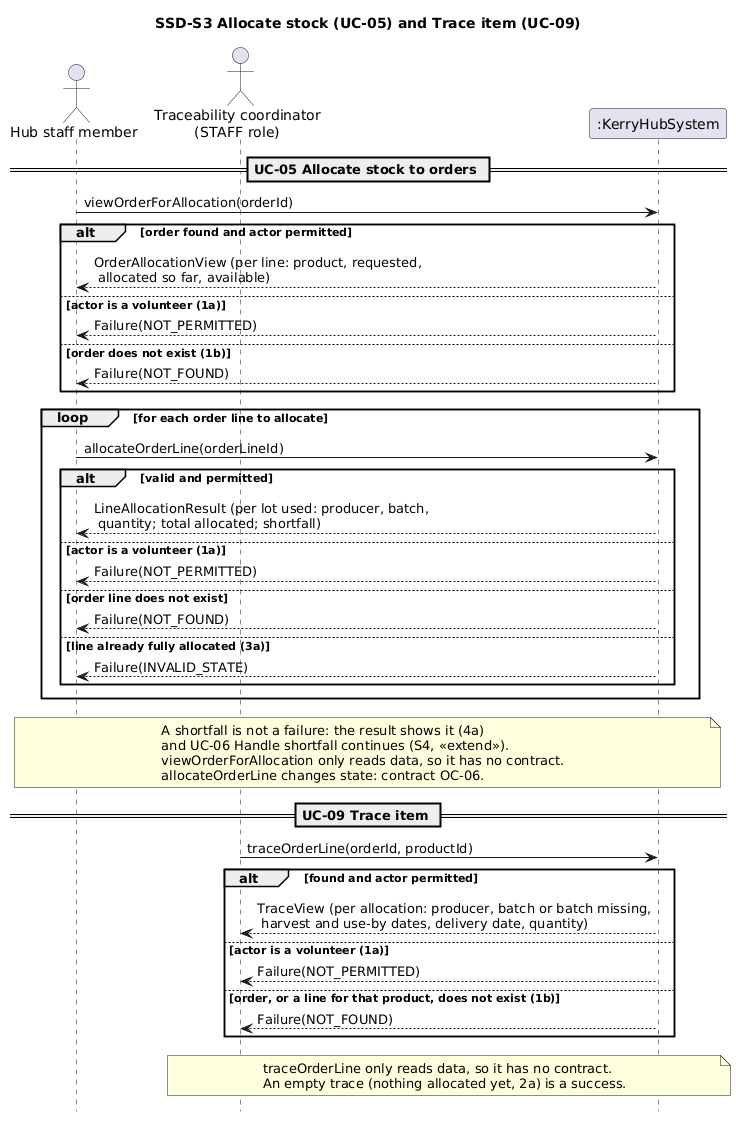 SSD-S3 Allocate stock (UC-05) and Trace item (UC-09)
Hub staff member
Traceability coordinator
(STAFF role)
:KerryHubSystem
UC-05 Allocate stock to orders
viewOrderForAllocation(orderId)
alt
[order found and actor permitted]
OrderAllocationView (per line: product, requested,
allocated so far, available)
[actor is a volunteer (1a)]
Failure(NOT_PERMITTED)
[order does not exist (1b)]
Failure(NOT_FOUND)
loop
[for each order line to allocate]
allocateOrderLine(orderLineId)
alt
[valid and permitted]
LineAllocationResult (per lot used: producer, batch,
quantity; total allocated; shortfall)
[actor is a volunteer (1a)]
Failure(NOT_PERMITTED)
[order line does not exist]
Failure(NOT_FOUND)
[line already fully allocated (3a)]
Failure(INVALID_STATE)
A shortfall is not a failure: the result shows it (4a)
and UC-06 Handle shortfall continues (S4, «extend»).
viewOrderForAllocation only reads data, so it has no contract.
allocateOrderLine changes state: contract OC-06.
UC-09 Trace item
traceOrderLine(orderId, productId)
alt
[found and actor permitted]
TraceView (per allocation: producer, batch or batch missing,
harvest and use-by dates, delivery date, quantity)
[actor is a volunteer (1a)]
Failure(NOT_PERMITTED)
[order, or a line for that product, does not exist (1b)]
Failure(NOT_FOUND)
traceOrderLine only reads data, so it has no contract.
An empty trace (nothing allocated yet, 2a) is a success.